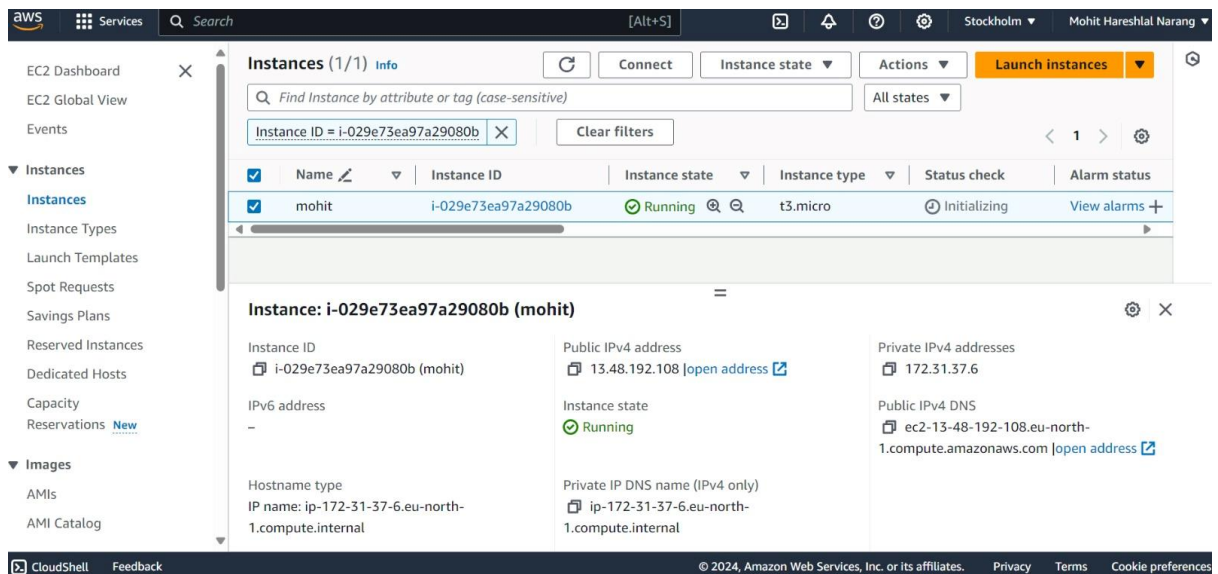 aws Services Search [Alt+S] Stockholm Mohit Hareshlal Narang
EC2 Dashboard
EC2 Global View
Events
Instances
Instances
Instance Types
Launch Templates
Spot Requests
Savings Plans
Reserved Instances
Dedicated Hosts
Capacity
Reservations New
Images
AMIs
AMI Catalog
Instances (1/1) Info Connect Instance state Actions Launch instances
Find Instance by attribute or tag (case-sensitive) All states
Instance ID = i-029e73ea97a29080b Clear filters 1
Name Instance ID Instance state Instance type Status check Alarm status
mohit i-029e73ea97a29080b Running t3.micro Initializing View alarms +
Instance: i-029e73ea97a29080b (mohit)
Instance ID
i-029e73ea97a29080b (mohit)
Public IPv4 address
13.48.192.108 |open address
Private IPv4 addresses
172.31.37.6
IPv6 address
–
Instance state
Running
Public IPv4 DNS
ec2-13-48-192-108.eu-north-
1.compute.amazonaws.com |open address
Hostname type
IP name: ip-172-31-37-6.eu-north-
1.compute.internal
Private IP DNS name (IPv4 only)
ip-172-31-37-6.eu-north-
1.compute.internal
CloudShell Feedback © 2024, Amazon Web Services, Inc. or its affiliates. Privacy Terms Cookie preferences